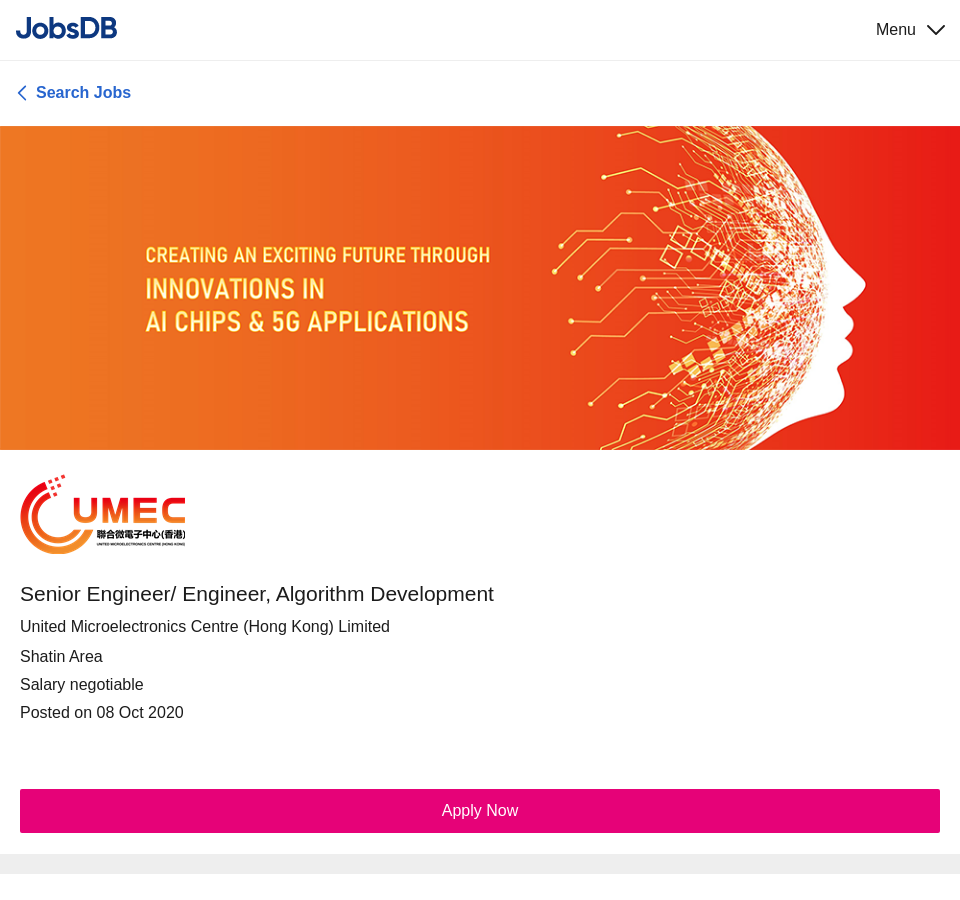 JobsDB
Menu
Search Jobs
CREATING AN EXCITING FUTURE THROUGH
INNOVATIONS IN
AI CHIPS & 5G APPLICATIONS
UMEC
聯合微電子中心(香港)
UNITED MICROELECTRONICS CENTRE (HONG KONG)
Senior Engineer/ Engineer, Algorithm Development
United Microelectronics Centre (Hong Kong) Limited
Shatin Area
Salary negotiable
Posted on 08 Oct 2020
Apply Now